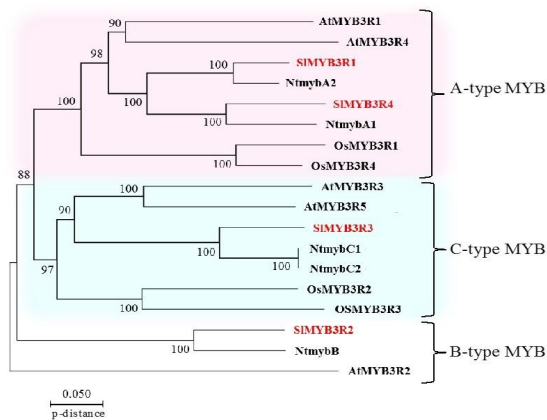 90
AtMYB3R1
98
AtMYB3R4
100
SlMYB3R1
100
NtmybA2
A-type MYB
SlMYB3R4
100
NtmybA1
100
OsMYB3R1
100
OsMYB3R4
88
100
AtMYB3R3
90
AtMYB3R5
SlMYB3R3
100
NtmybC1
C-type MYB
97
100
NtmybC2
OsMYB3R2
100
OSMYB3R3
SlMYB3R2
100
NtmybB
B-type MYB
AtMYB3R2
0.050
p-distance